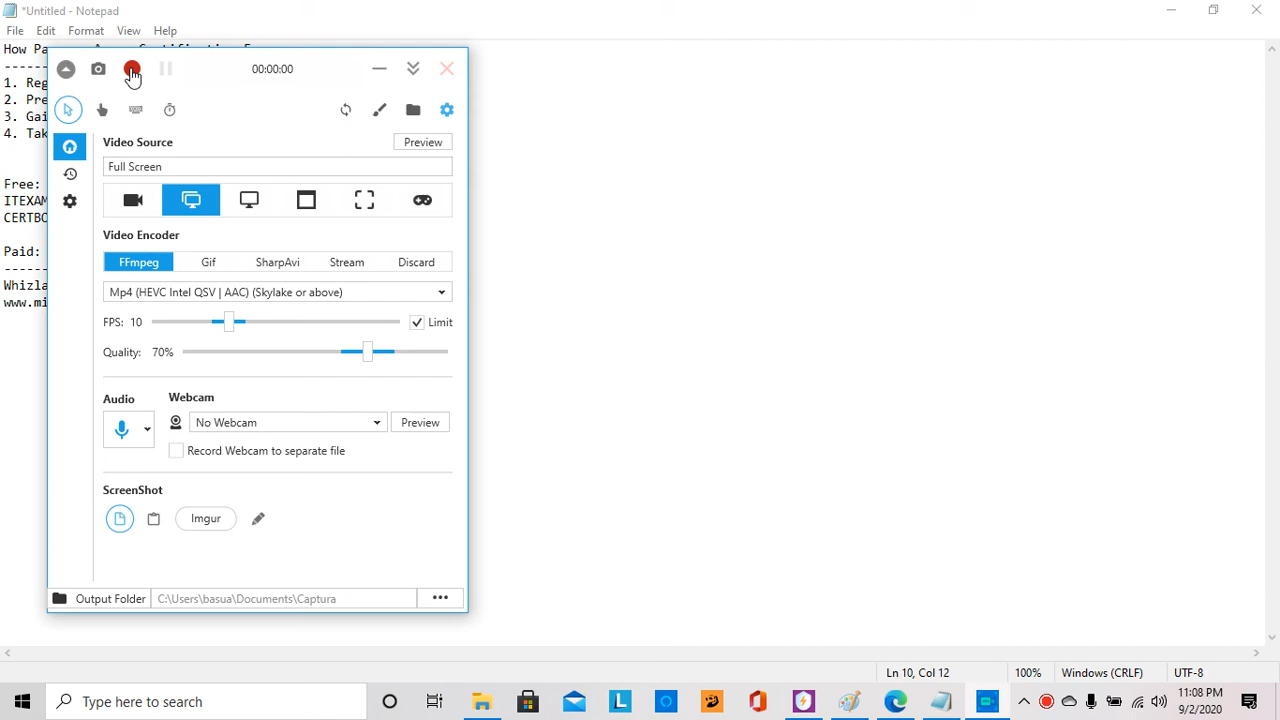 *Untitled - Notepad
File Edit Format View Help
How Pa
1. Reg
2. Pre
3. Gai
4. Tak
Free:
ITEXAM
CERTBO
Paid:
Whizla
www.mi
00:00:00
Video Source
Preview
Full Screen
Video Encoder
FFmpeg Gif SharpAvi Stream Discard
Mp4 (HEVC Intel QSV | AAC) (Skylake or above)
FPS: 10
Limit
Quality: 70%
Audio
Webcam
No Webcam
Preview
Record Webcam to separate file
ScreenShot
Imgur
Output Folder
C:\Users\basua\Documents\Captura
Ln 10, Col 12 100% Windows (CRLF) UTF-8
Type here to search
11:08 PM
9/2/2020